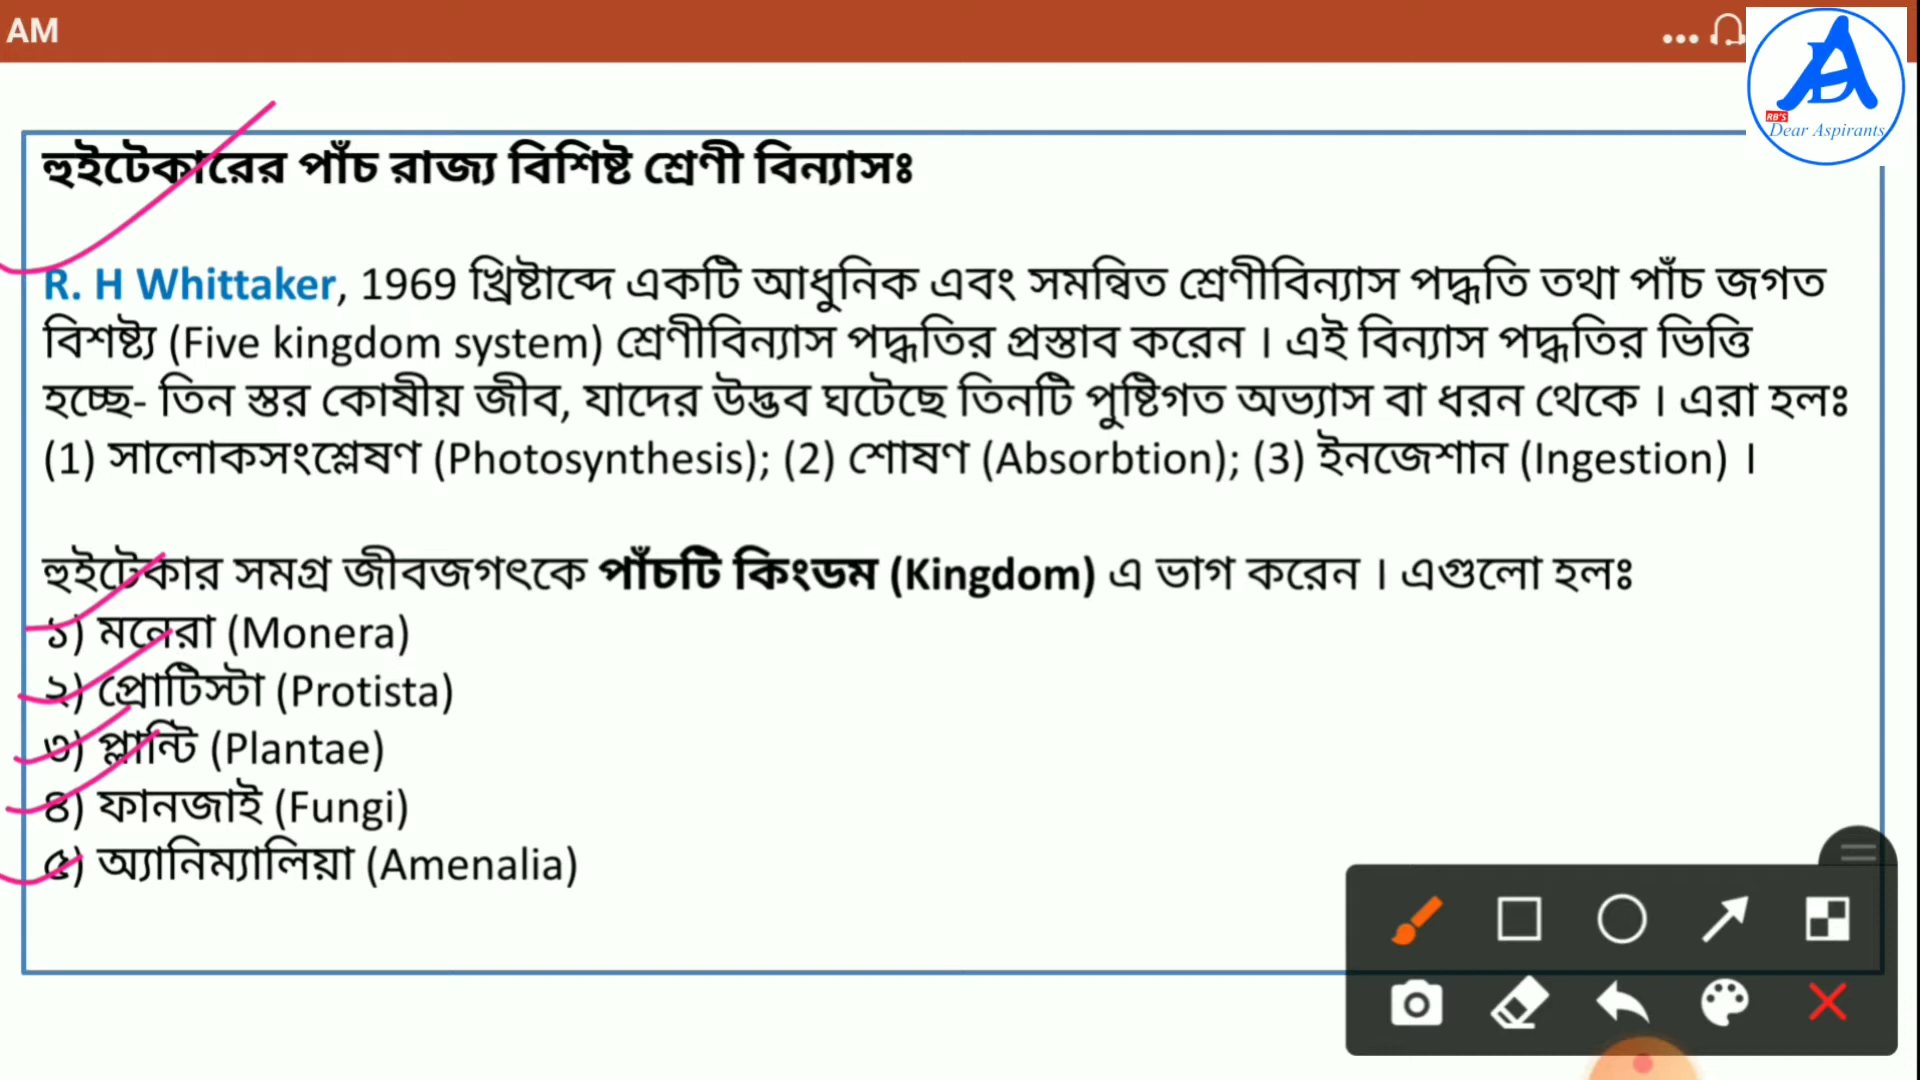 AM
RB'S
Dear Aspirants
হুইটেকারের পাঁচ রাজ্য বিশিষ্ট শ্রেণী বিন্যাসঃ
R. H Whittaker, 1969 খ্রিষ্টাব্দে একটি আধুনিক এবং সমন্বিত শ্রেণীবিন্যাস পদ্ধতি তথা পাঁচ জগত
বিশষ্ট্য (Five kingdom system) শ্রেণীবিন্যাস পদ্ধতির প্রস্তাব করেন । এই বিন্যাস পদ্ধতির ভিত্তি
হচ্ছে- তিন স্তর কোষীয় জীব, যাদের উদ্ভব ঘটেছে তিনটি পুষ্টিগত অভ্যাস বা ধরন থেকে । এরা হলঃ
(1) সালোকসংশ্লেষণ (Photosynthesis); (2) শোষণ (Absorbtion); (3) ইনজেশান (Ingestion) ।
হুইটেকার সমগ্র জীবজগৎকে পাঁচটি কিংডম (Kingdom) এ ভাগ করেন । এগুলো হলঃ
১) মনেরা (Monera)
২) প্রোটিস্টা (Protista)
৩) প্লান্টি (Plantae)
৪) ফানজাই (Fungi)
৫) অ্যানিম্যালিয়া (Amenalia)